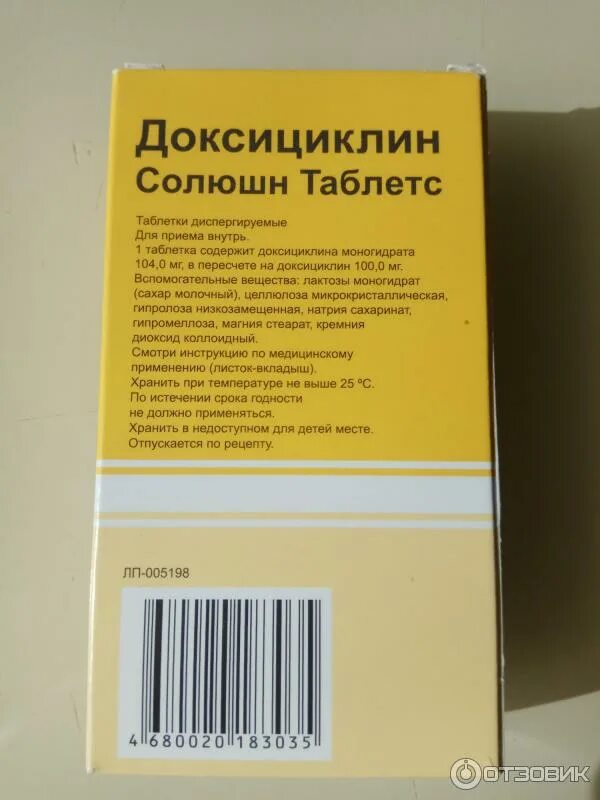 Доксициклин
Солюшн Таблетс
Таблетки диспергируемые
Для приема внутрь.
1 таблетка содержит доксициклина моногидрата
104,0 мг, в пересчете на доксициклин 100,0 мг.
Вспомогательные вещества: лактозы моногидрат
(сахар молочный), целлюлоза микрокристаллическая,
гипролоза низкозамещенная, натрия сахаринат,
гипромеллоза, магния стеарат, кремния
диоксид коллоидный.
Смотри инструкцию по медицинскому
применению (листок-вкладыш).
Хранить при температуре не выше 25 ºС.
По истечении срока годности
не должно применяться.
Хранить в недоступном для детей месте.
Отпускается по рецепту.
ЛП-005198
4 680020 183035
ОТЗОВИК